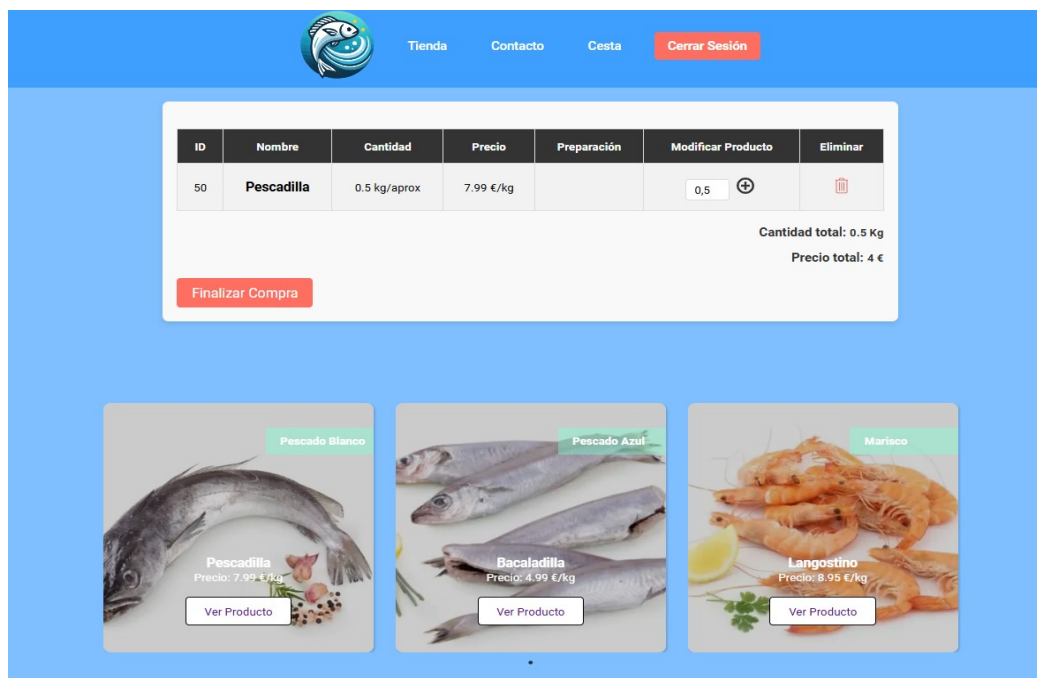 Tienda Contacto Cesta Cerrar Sesión
ID Nombre Cantidad Precio Preparación Modificar Producto Eliminar
50 Pescadilla 0.5 kg/aprox 7.99 €/kg 0,5
Cantidad total: 0.5 Kg
Precio total: 4 €
Finalizar Compra
Pescado Blanco
Pescadilla
Precio: 7.99 €/kg
Ver Producto
Pescado Azul
Bacaladilla
Precio: 4.99 €/kg
Ver Producto
Marisco
Langostino
Precio: 8.95 €/kg
Ver Producto